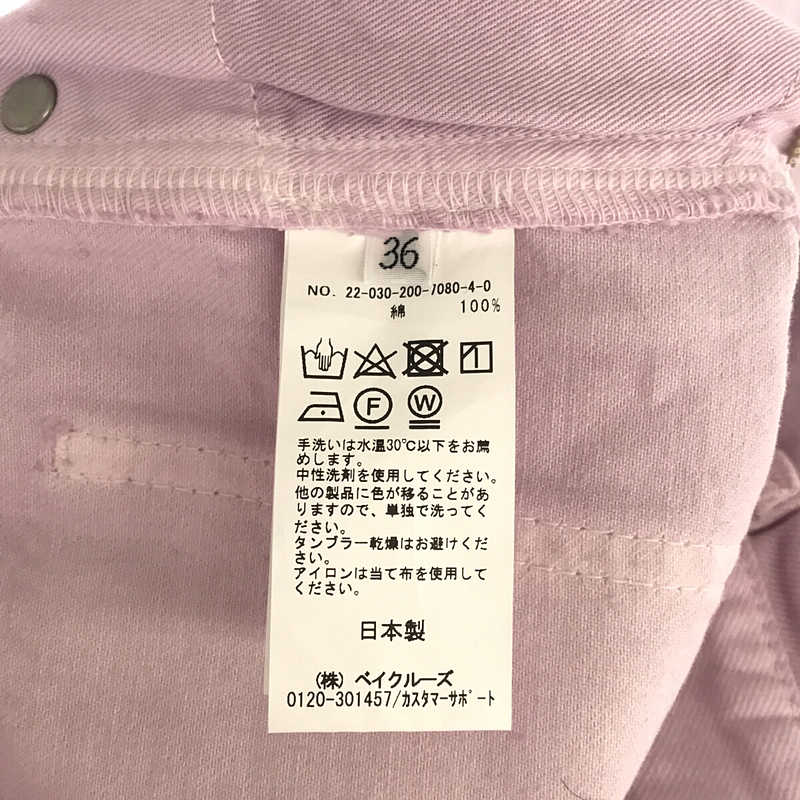 36
NO. 22-030-200-7080-4-0
綿 100%
1
F W
手洗いは水温30℃以下をお薦
めします。
中性洗剤を使用してください。
他の製品に色が移ることがあ
りますので、単独で洗ってく
ださい。
タンブラー乾燥はお避けくだ
さい。
アイロンは当て布を使用して
ください。
日本製
(株) ベイクルーズ
0120-301457/カスタマーサポート